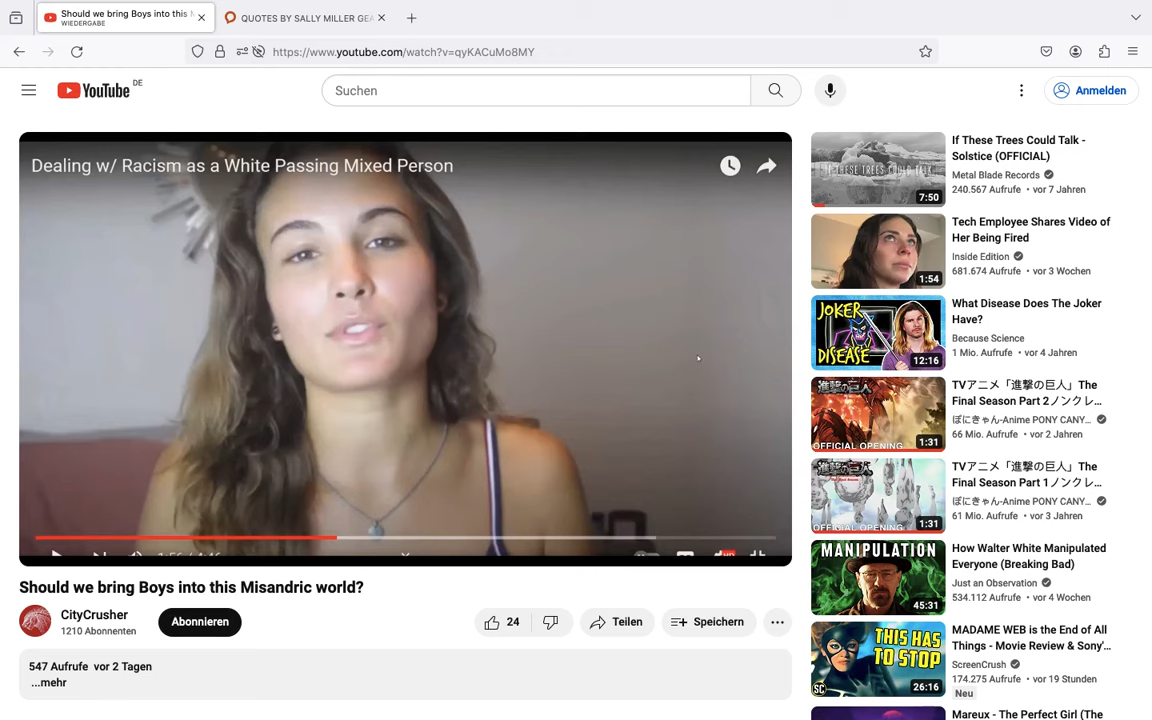 Should we bring Boys into this M
WIEDERGABE
QUOTES BY SALLY MILLER GEA
https://www.youtube.com/watch?v=qyKACuMo8MY
YouTube DE
Suchen
Anmelden
Dealing w/ Racism as a White Passing Mixed Person
Should we bring Boys into this Misandric world?
CityCrusher
1210 Abonnenten
Abonnieren
24
Teilen
Speichern
547 Aufrufe vor 2 Tagen
...mehr
IF THESE TREES COULD TALK
7:50
If These Trees Could Talk -
Solstice (OFFICIAL)
Metal Blade Records
240.567 Aufrufe • vor 7 Jahren
1:54
Tech Employee Shares Video of
Her Being Fired
Inside Edition
681.674 Aufrufe • vor 3 Wochen
JOKER
DISEASE
12:16
What Disease Does The Joker
Have?
Because Science
1 Mio. Aufrufe • vor 4 Jahren
進撃の巨人
OFFICIAL OPENING
1:31
TVアニメ「進撃の巨人」The
Final Season Part 2ノンクレ...
ぽにきゃん-Anime PONY CANY...
66 Mio. Aufrufe • vor 2 Jahren
進撃の巨人
OFFICIAL OPENING
1:31
TVアニメ「進撃の巨人」The
Final Season Part 1ノンクレ...
ぽにきゃん-Anime PONY CANY...
61 Mio. Aufrufe • vor 3 Jahren
MANIPULATION
45:31
How Walter White Manipulated
Everyone (Breaking Bad)
Just an Observation
534.112 Aufrufe • vor 4 Wochen
THIS HAS
TO STOP
SC
26:16
MADAME WEB is the End of All
Things - Movie Review & Sony'...
ScreenCrush
174.275 Aufrufe • vor 19 Stunden
Neu
Mareux - The Perfect Girl (The